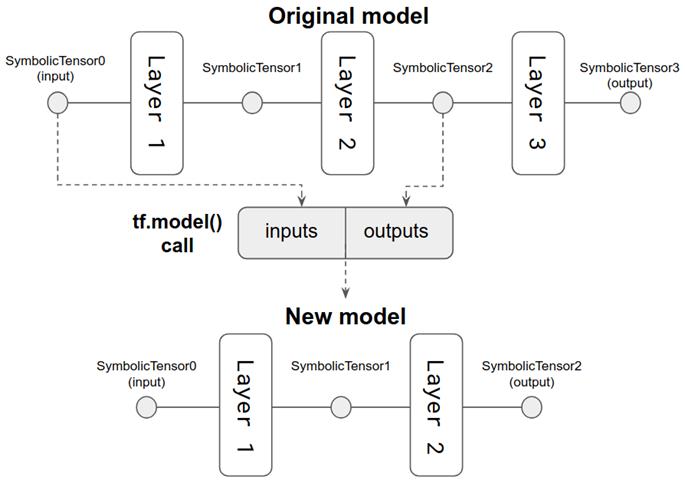 Original model
SymbolicTensor0
(input)
Layer 1
SymbolicTensor1
Layer 2
SymbolicTensor2
Layer 3
SymbolicTensor3
(output)
tf.model()
call
inputs
outputs
New model
SymbolicTensor0
(input)
Layer 1
SymbolicTensor1
Layer 2
SymbolicTensor2
(output)